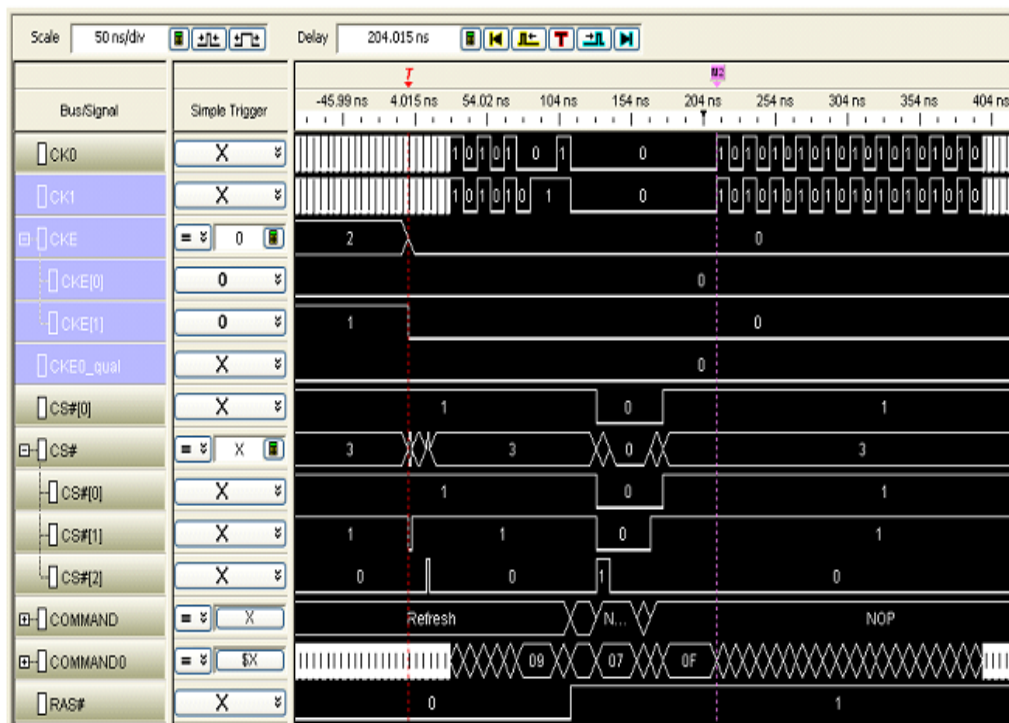 Scale 50 ns/div Delay 204.015 ns T
T M2
Bus/Signal Simple Trigger -45.99 ns 4.015 ns 54.02 ns 104 ns 154 ns 204 ns 254 ns 304 ns 354 ns 404 ns
CK0 X 1 0 1 0 1 0 1 0 1 0 1 0 1 0 1 0 1 0 1 0 1 0 1 0 1 0 1 0
CK1 X 1 0 1 0 1 0 1 0 1 0 1 0 1 0 1 0 1 0 1 0 1 0 1 0 1 0 1 0
CKE = 0 2 0
CKE[0] 0 0
CKE[1] 0 1 0
CKE0_qual X 0
CS#[0] X 1 0 1
CS# = X 3 3 0 3
CS#[0] X 1 0 1
CS#[1] X 1 1 0 1
CS#[2] X 0 0 1 0
COMMAND = X Refresh N... NOP
COMMAND0 = $X 09 07 0F
RAS# X 0 1